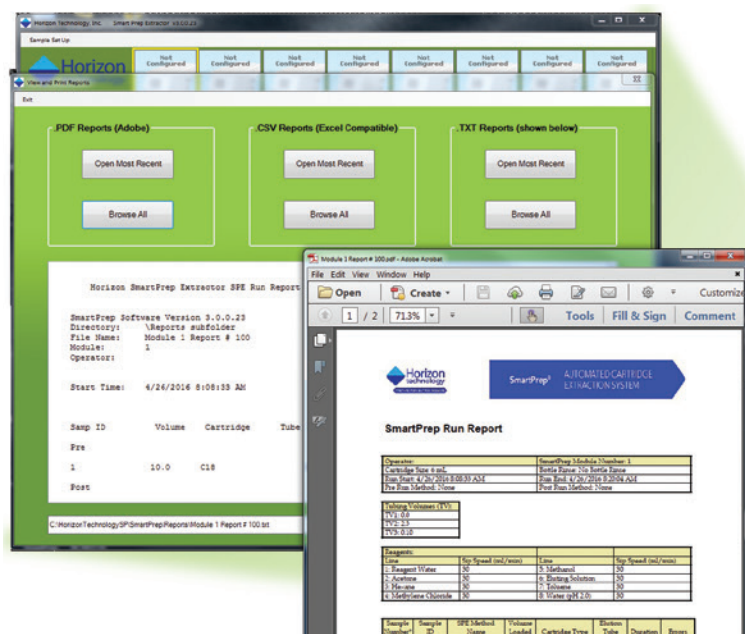 Horizon Technology, Inc. Smart Prep Extractor V3.0.0.23
Sample Set Up
Horizon
Not Configured
Not Configured
Not Configured
Not Configured
Not Configured
Not Configured
Not Configured
Not Configured
View and Print Reports
Exit
.PDF Reports (Adobe)
.CSV Reports (Excel Compatible)
.TXT Reports (shown below)
Open Most Recent
Open Most Recent
Open Most Recent
Browse All
Browse All
Browse All
Horizon SmartPrep Extractor SPE Run Report
SmartPrep Software Version 3.0.0.23
Directory: \Reports subfolder
File Name: Module 1 Report # 100
Module: 1
Operator:
Start Time: 4/26/2016 8:08:33 AM
Samp ID Volume Cartridge Tube
Pre
1 10.0 C18
Post
C:\HorizonTechnologySP\SmartPrep\Reports\Module 1 Report # 100.txt
Module 1 Report # 100.pdf - Adobe Acrobat
File Edit View Window Help
Open Create Customize
1 / 2 71.3% Tools Fill & Sign Comment
Horizon
technology
SmartPrep® AUTOMATED CARTRIDGE
EXTRACTION SYSTEM
SmartPrep Run Report
Operator: SmartPrep Module Number: 1
Cartridge Size: 6 mL Bottle Rinse: No Bottle Rinse
Run Start: 4/26/2016 8:08:33 AM Run End: 4/26/2016 8:20:04 AM
Pre Run Method: None Post Run Method: None
Tubing Volumes (TV):
TV1: 0.6
TV2: 2.3
TV3: 0.10
Reagents:
Line Syr Speed (ml/min) Line Syr Speed (ml/min)
1: Reagent Water 30 5: Methanol 30
2: Acetone 30 6: Eluting Solution 30
3: Hexane 30 7: Toluene 30
4: Methylene Chloride 30 8: Water (pH 2.0) 30
Sample Number* Sample ID SPE Method Name Volume Loaded Cartridge Type Elution Tube Duration Errors